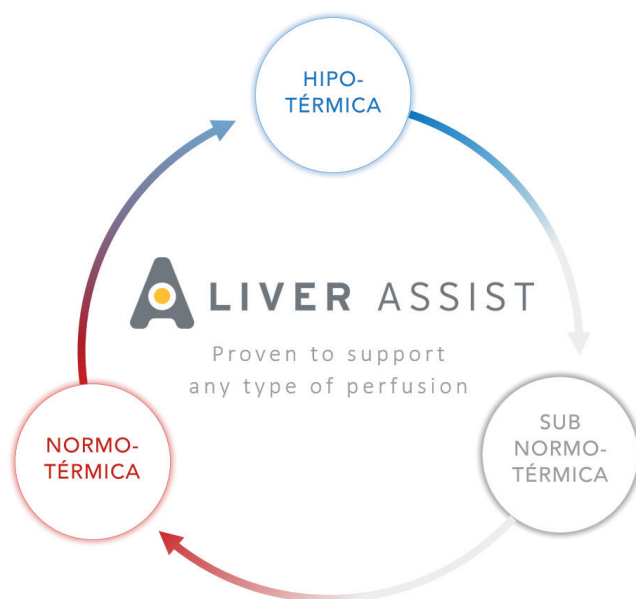 HIPO-
TÉRMICA
LIVER ASSIST
Proven to support
any type of perfusion
NORMO-
TÉRMICA
SUB
NORMO-
TÉRMICA